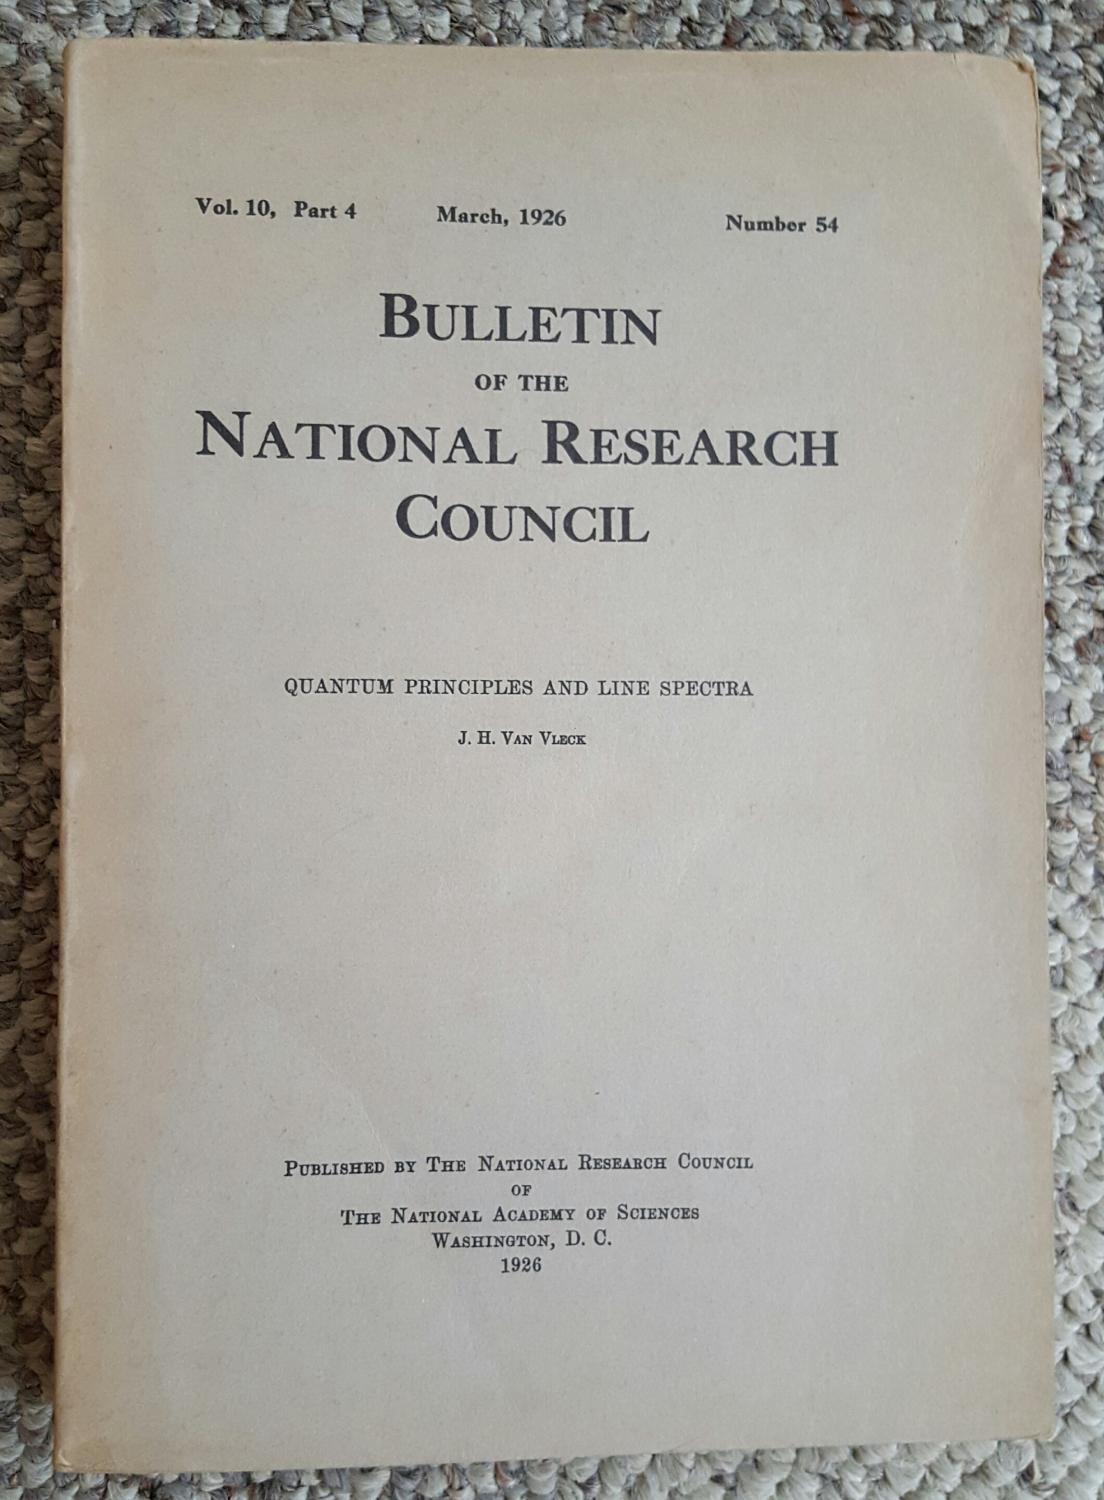 Vol. 10, Part 4 March, 1926 Number 54
BULLETIN
OF THE
NATIONAL RESEARCH
COUNCIL
QUANTUM PRINCIPLES AND LINE SPECTRA
J. H. VAN VLECK
PUBLISHED BY THE NATIONAL RESEARCH COUNCIL
OF
THE NATIONAL ACADEMY OF SCIENCES
WASHINGTON, D. C.
1926